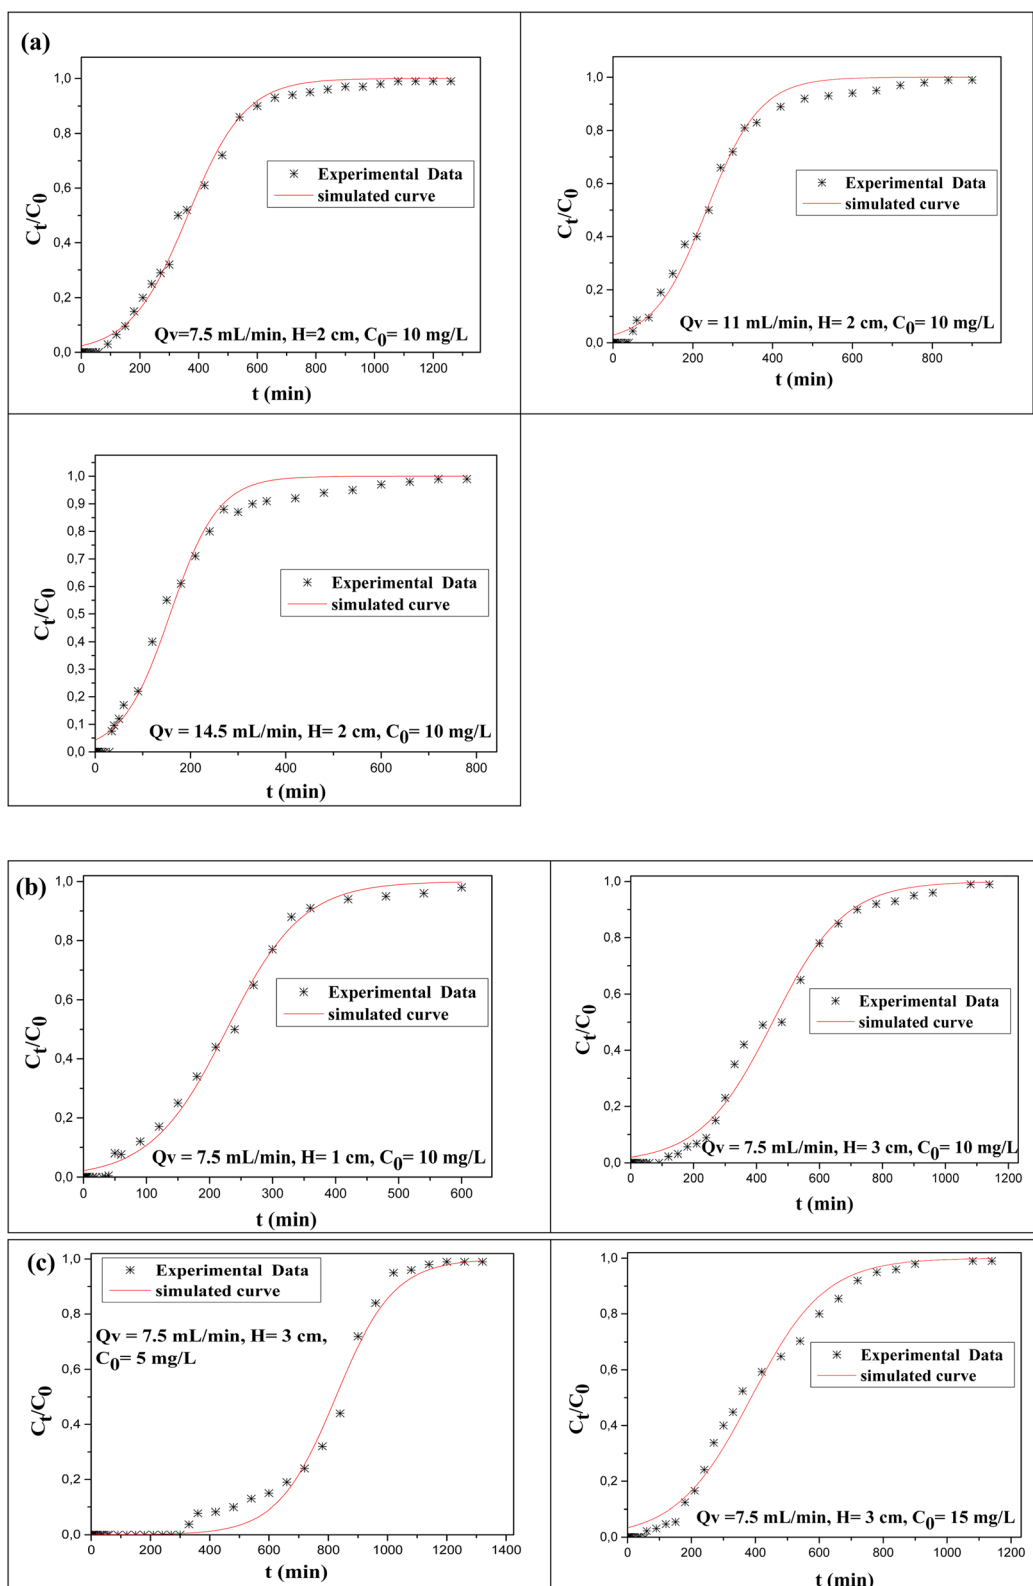 (a)
1,0
0,8
0,6
0,4
0,2
0,0
0
200
400
600
800
1000
1200
Ct/C0
t (min)
Experimental Data
simulated curve
Qv=7.5 mL/min, H=2 cm, C0= 10 mg/L
1,0
0,8
0,6
0,4
0,2
0,0
0
200
400
600
800
Ct/C0
t (min)
Experimental Data
simulated curve
Qv = 11 mL/min, H= 2 cm, C0= 10 mg/L
1,0
0,9
0,8
0,7
0,6
0,5
0,4
0,3
0,2
0,1
0,0
0
200
400
600
800
Ct/C0
t (min)
Experimental Data
simulated curve
Qv = 14.5 mL/min, H= 2 cm, C0= 10 mg/L
(b)
1,0
0,8
0,6
0,4
0,2
0,0
0
100
200
300
400
500
600
Ct/C0
t (min)
Experimental Data
simulated curve
Qv = 7.5 mL/min, H= 1 cm, C0= 10 mg/L
1,0
0,8
0,6
0,4
0,2
0,0
0
200
400
600
800
1000
1200
Ct/C0
t (min)
Experimental Data
simulated curve
Qv = 7.5 mL/min, H= 3 cm, C0= 10 mg/L
(c)
1,0
0,8
0,6
0,4
0,2
0,0
0
200
400
600
800
1000
1200
1400
Ct/C0
t (min)
Experimental Data
simulated curve
Qv = 7.5 mL/min, H= 3 cm,
C0= 5 mg/L
1,0
0,8
0,6
0,4
0,2
0,0
0
200
400
600
800
1000
1200
Ct/C0
t (min)
Experimental Data
simulated curve
Qv =7.5 mL/min, H= 3 cm, C0= 15 mg/L